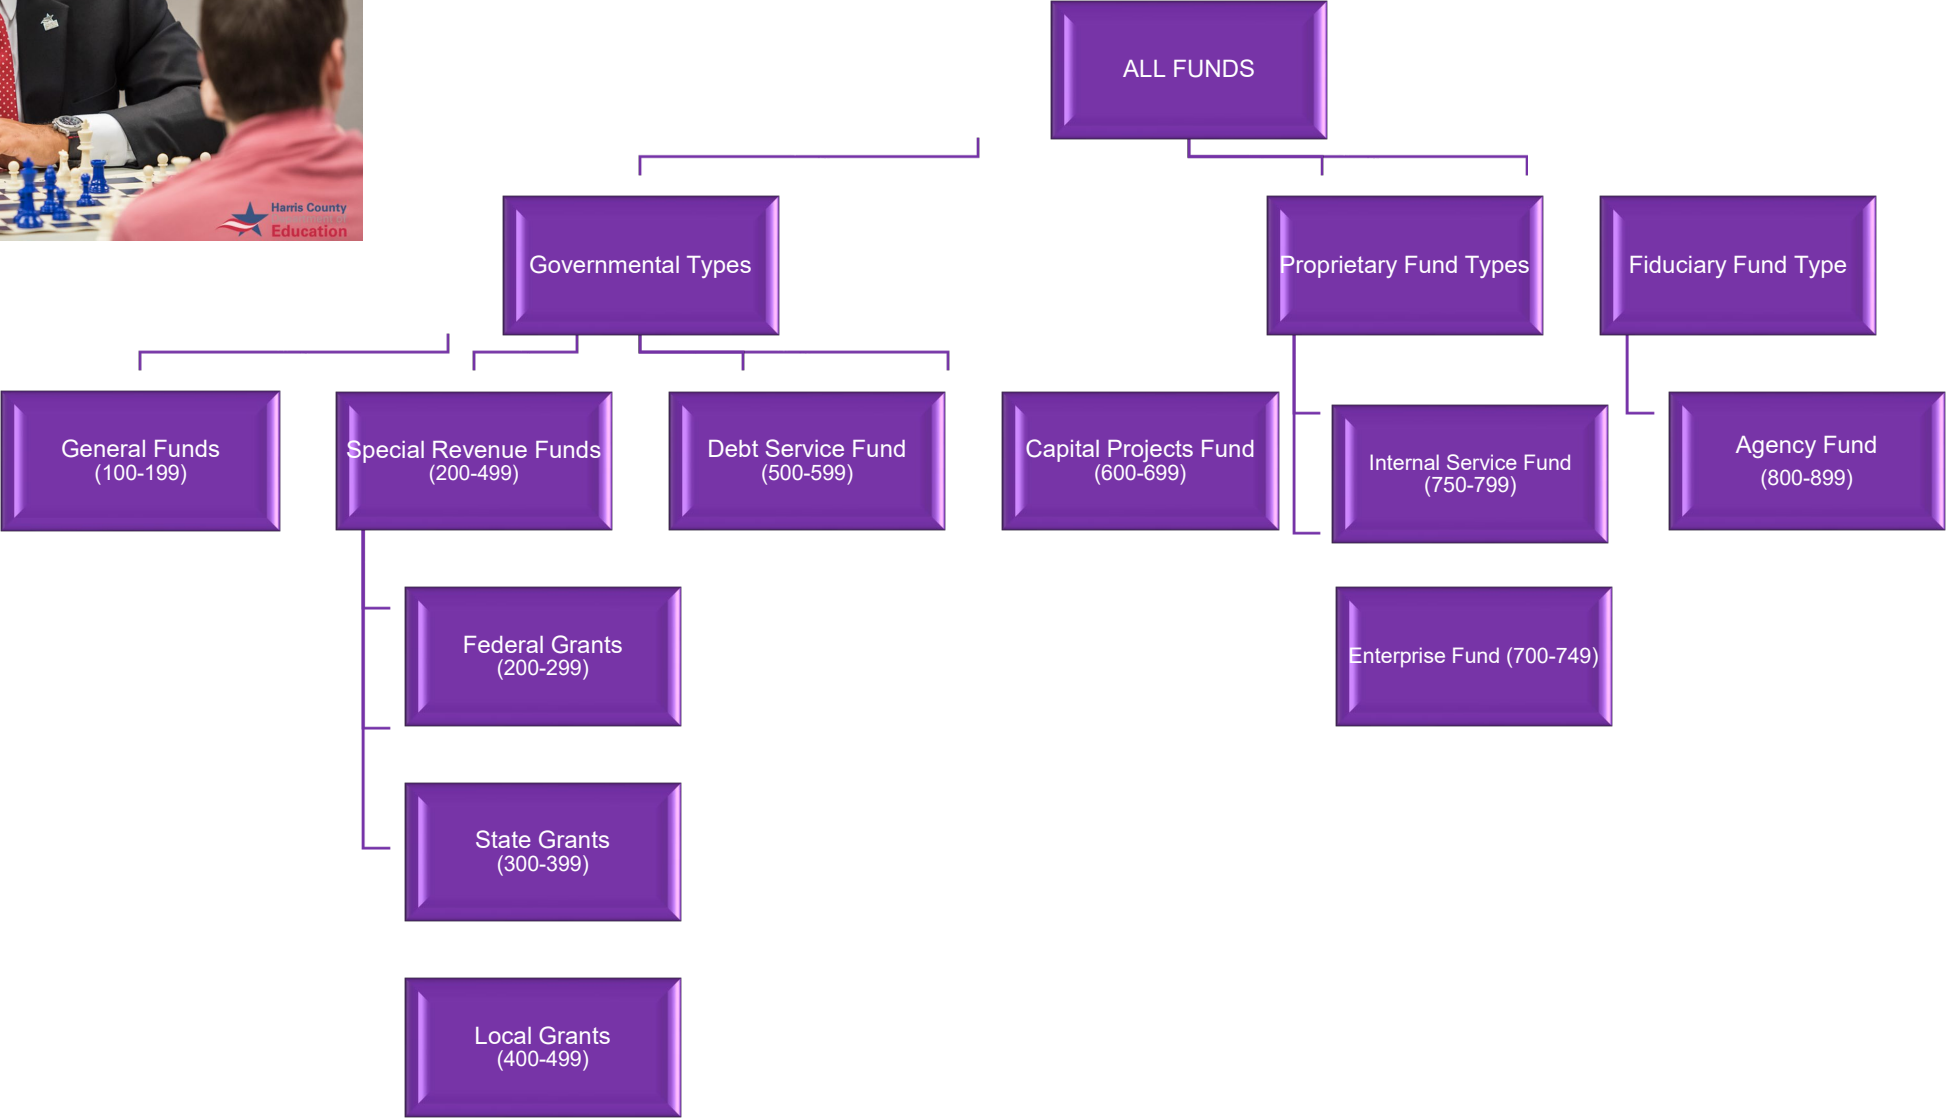 Harris County
Education
ALL FUNDS
Governmental Types
Proprietary Fund Types
Fiduciary Fund Type
General Funds
(100-199)
Special Revenue Funds
(200-499)
Debt Service Fund
(500-599)
Capital Projects Fund
(600-699)
Internal Service Fund
(750-799)
Agency Fund
(800-899)
Federal Grants
(200-299)
Enterprise Fund (700-749)
State Grants
(300-399)
Local Grants
(400-499)